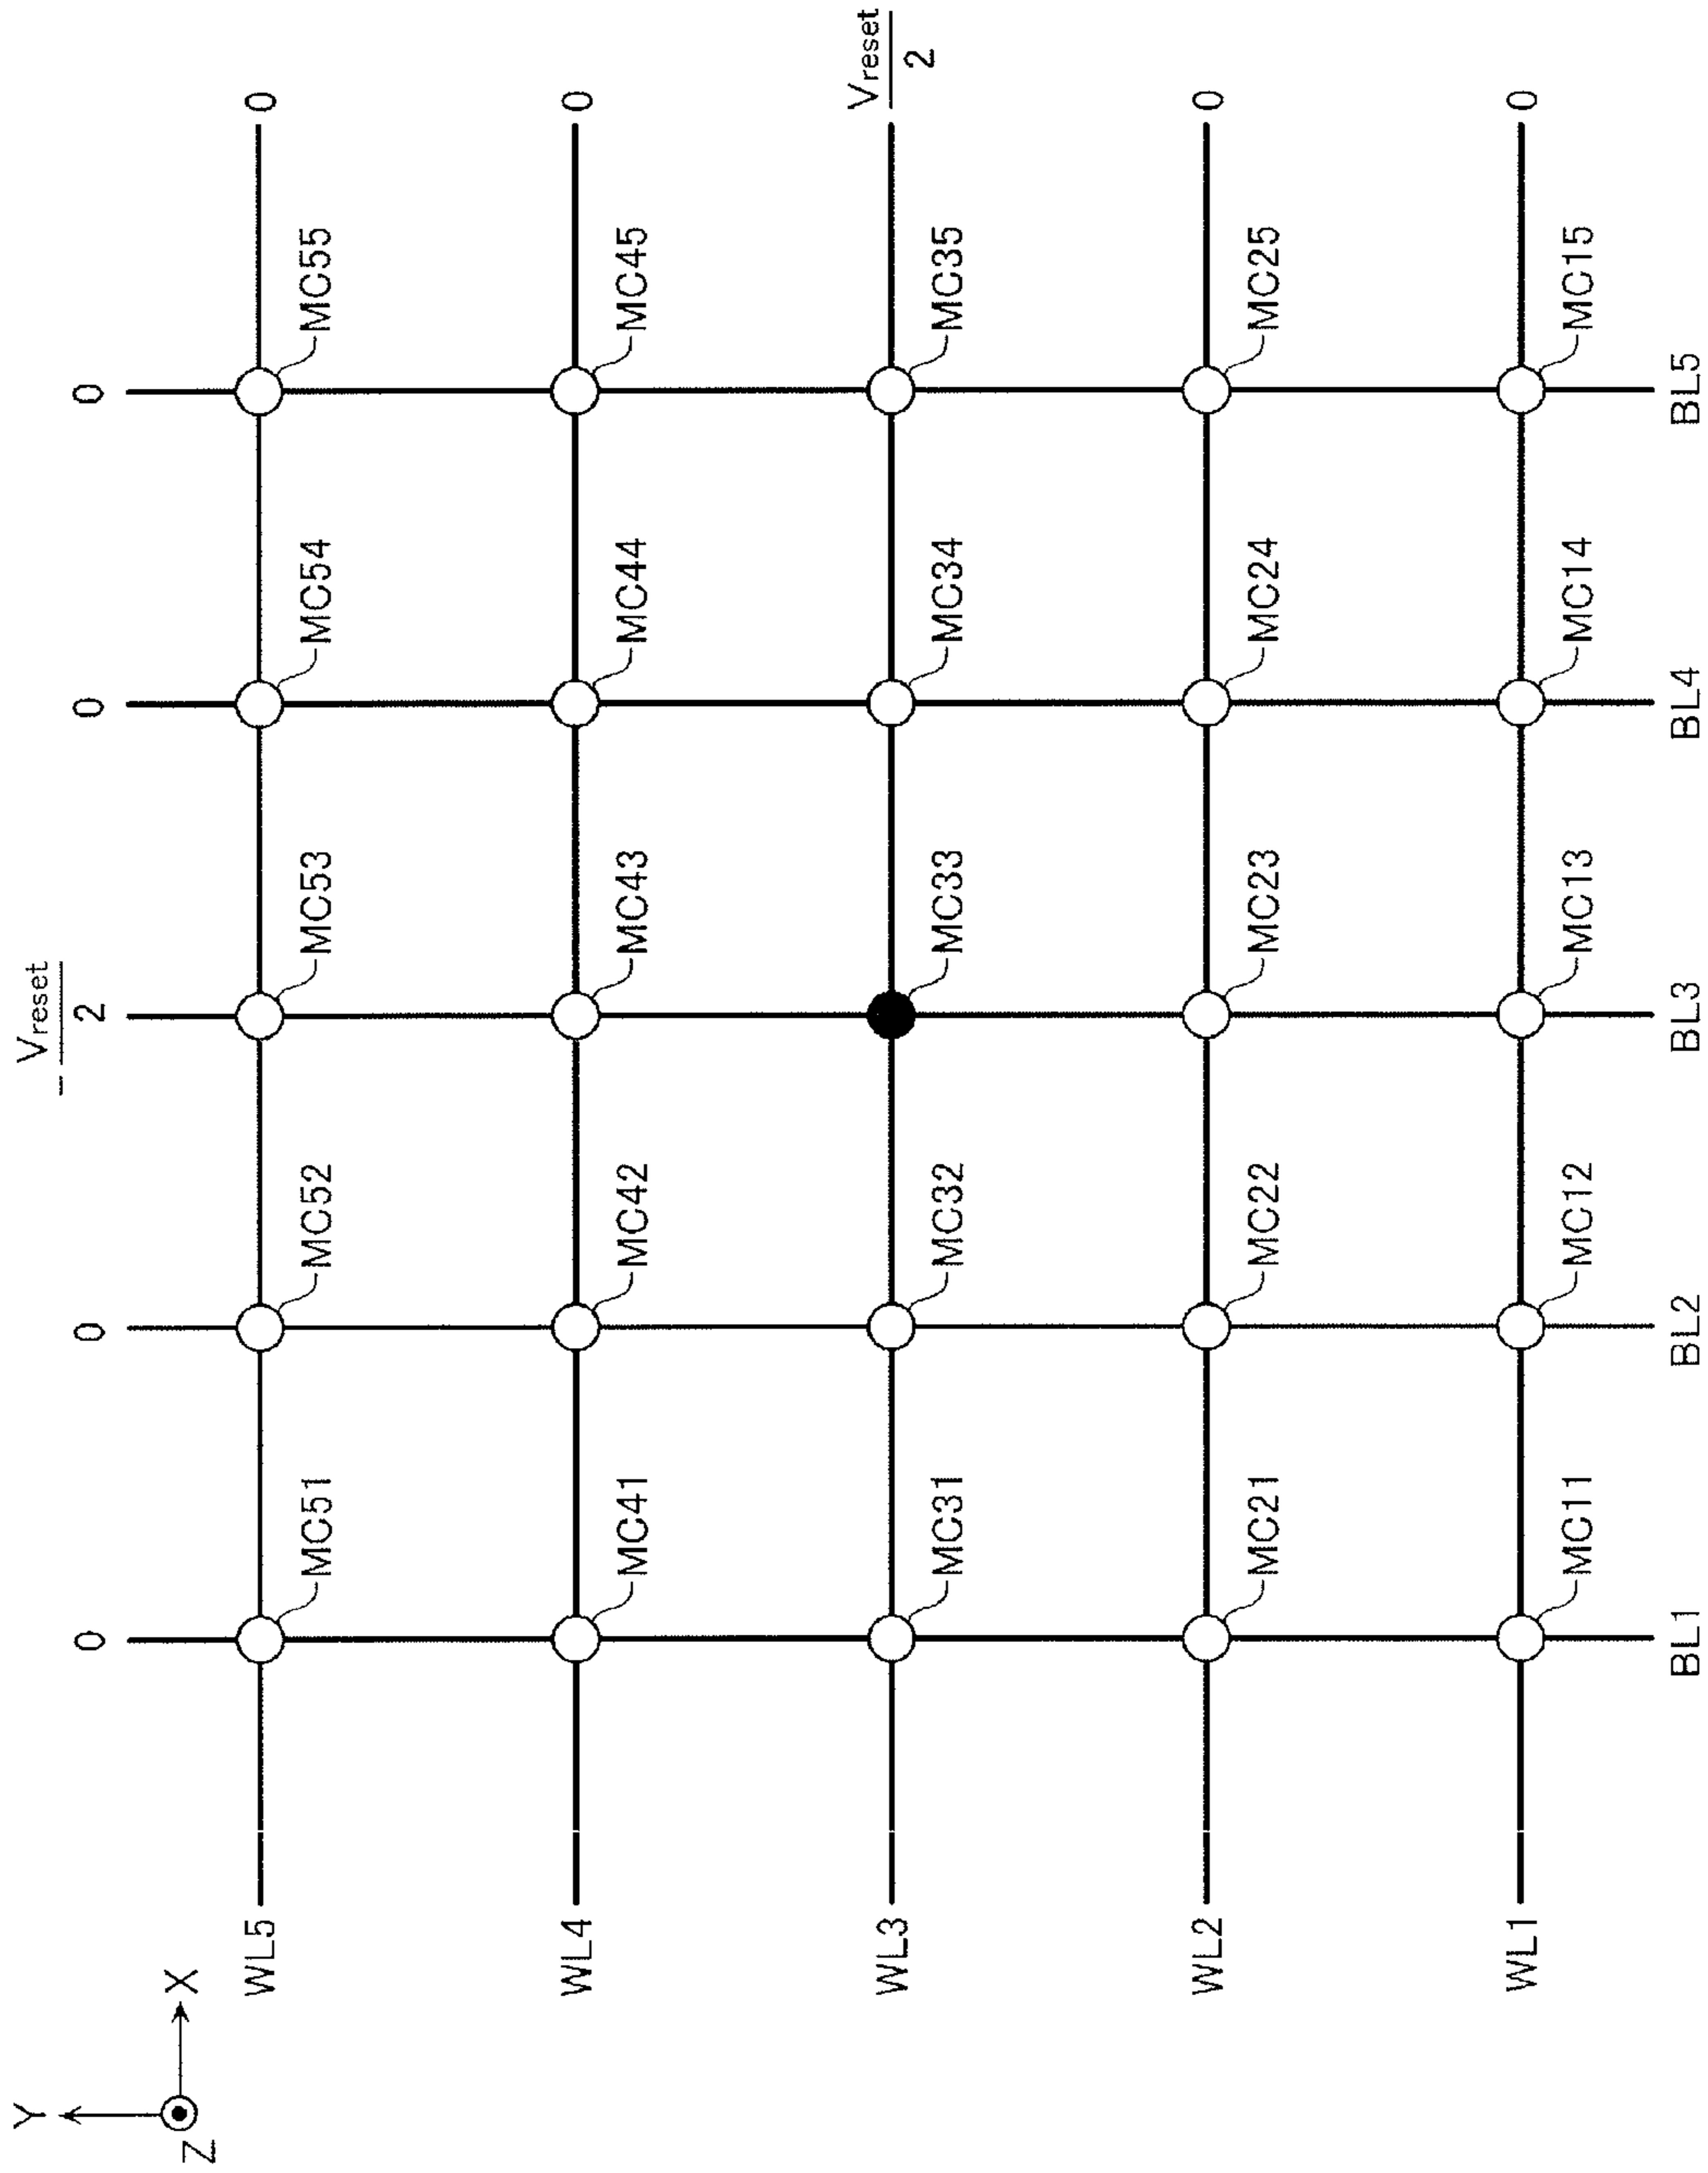 Y
X
Z
- Vreset
2
0 0 0 0
WL5
MC51 MC52 MC53 MC54 MC55
0
WL4
MC41 MC42 MC43 MC44 MC45
0
WL3
MC31 MC32 MC33 MC34 MC35
Vreset
2
WL2
MC21 MC22 MC23 MC24 MC25
0
WL1
MC11 MC12 MC13 MC14 MC15
0
BL1 BL2 BL3 BL4 BL5